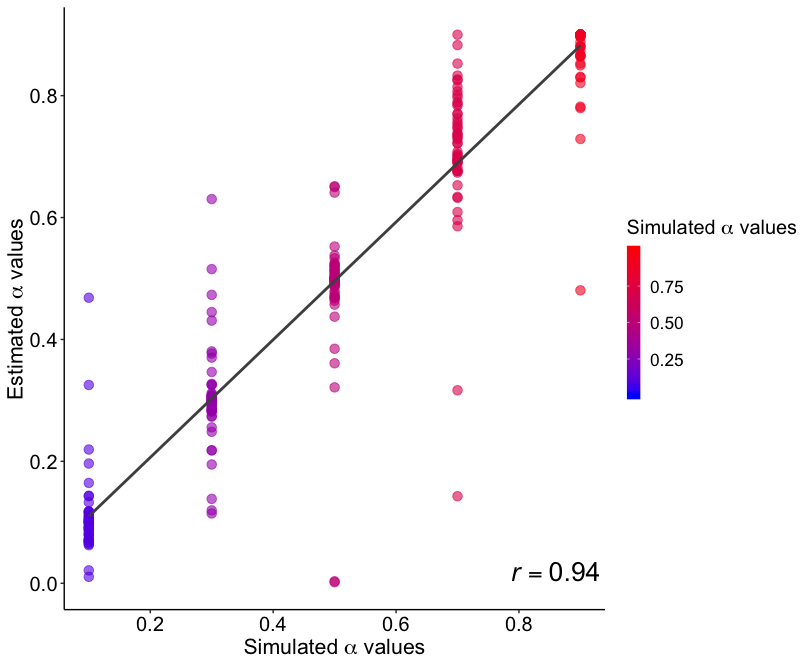 Estimated α values
0.8
0.6
0.4
0.2
0.0
0.2 0.4 0.6 0.8
Simulated α values
r = 0.94
Simulated α values
0.75
0.50
0.25